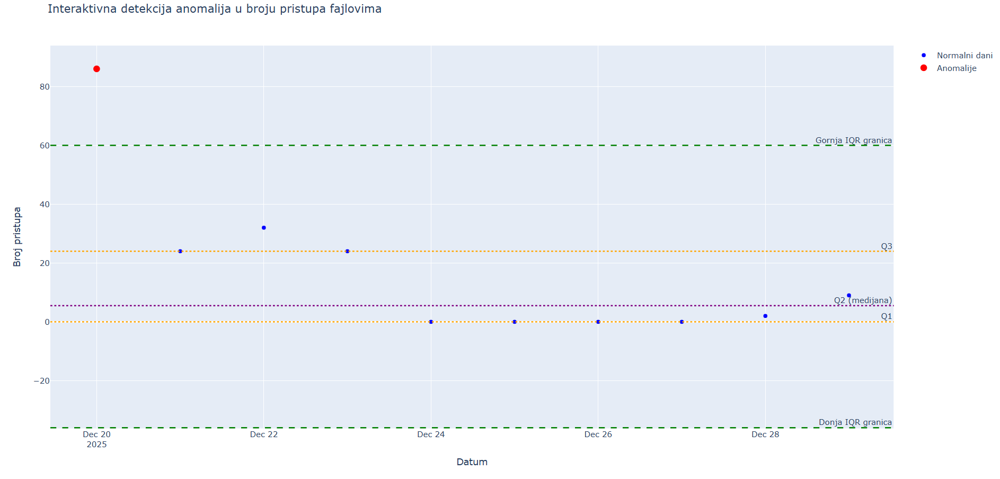 Interaktivna detekcija anomalija u broju pristupa fajlovima
Normalni dani
Anomalije
80
60
40
20
0
−20
Broj pristupa
Gornja IQR granica
Q3
Q2 (medijana)
Q1
Donja IQR granica
Dec 20
2025
Dec 22
Dec 24
Dec 26
Dec 28
Datum